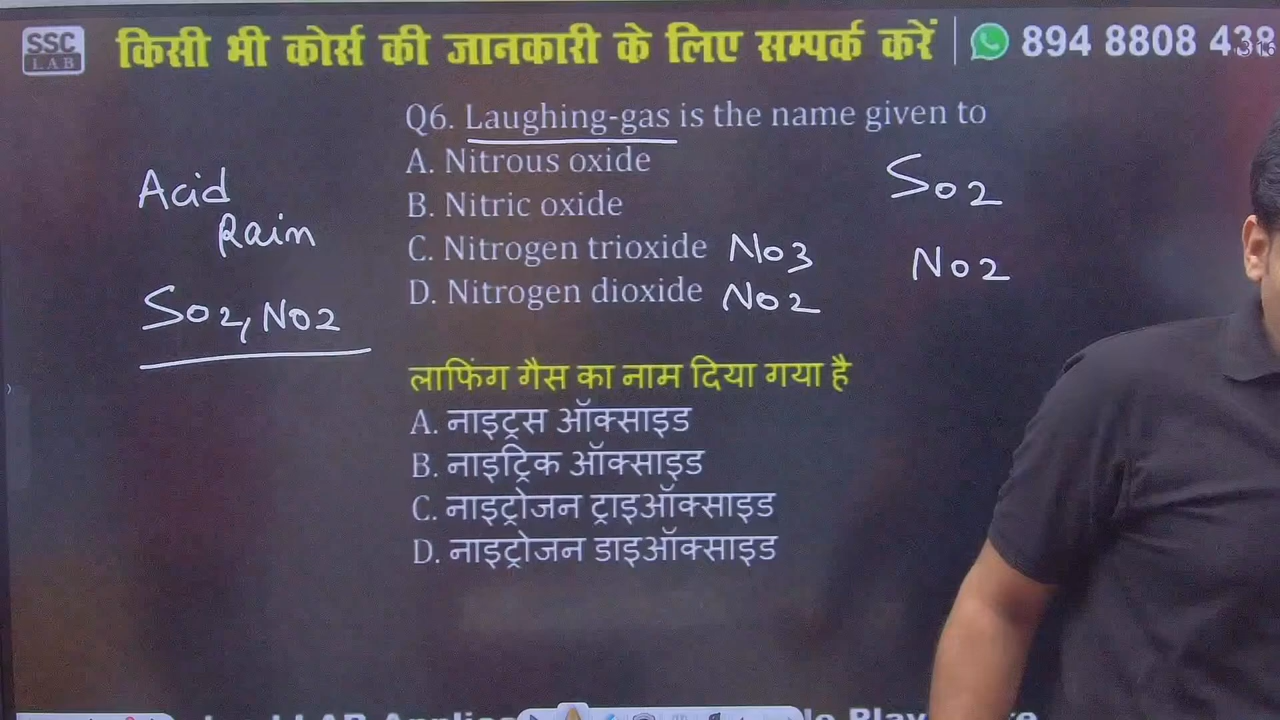 SSC
LAB
किसी भी कोर्स की जानकारी के लिए सम्पर्क करें
894 8808 438
Q6. Laughing-gas is the name given to
A. Nitrous oxide
B. Nitric oxide
C. Nitrogen trioxide NO3
D. Nitrogen dioxide NO2
Acid
Rain
SO2, NO2
SO2
NO2
लाफिंग गैस का नाम दिया गया है
A. नाइट्रस ऑक्साइड
B. नाइट्रिक ऑक्साइड
C. नाइट्रोजन ट्राइऑक्साइड
D. नाइट्रोजन डाइऑक्साइड